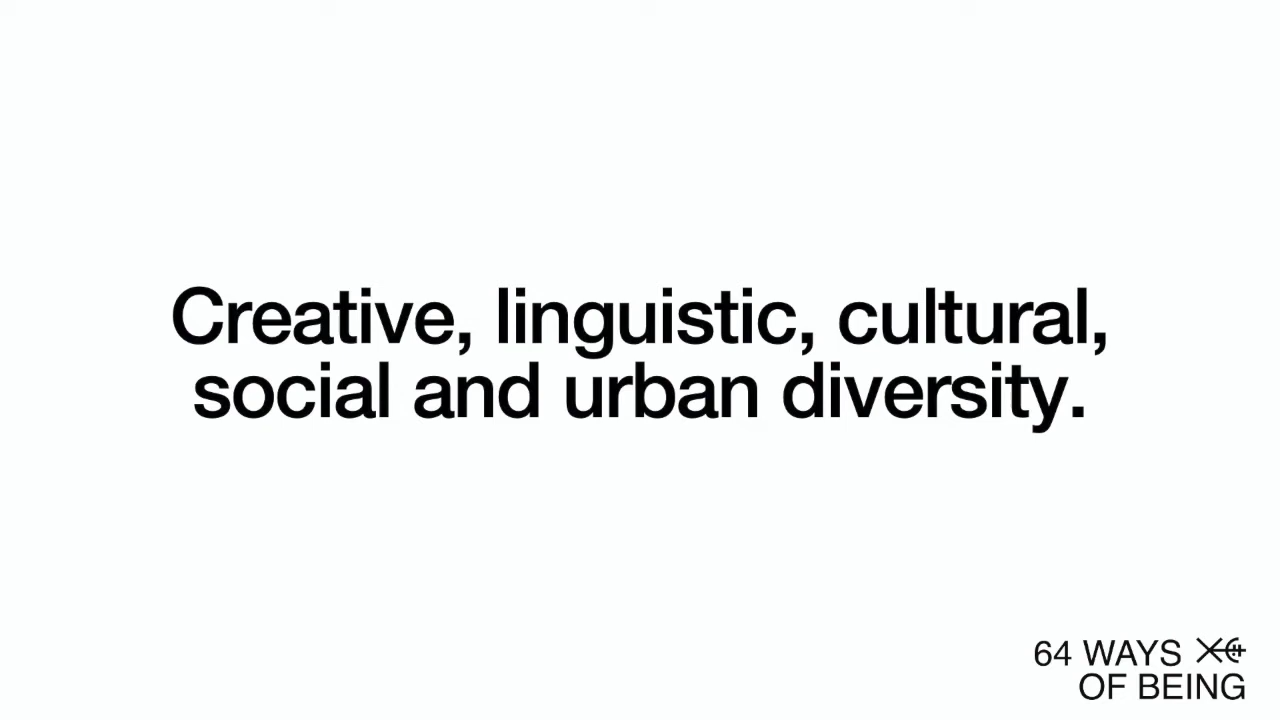 Creative, linguistic, cultural,
social and urban diversity.
64 WAYS
OF BEING